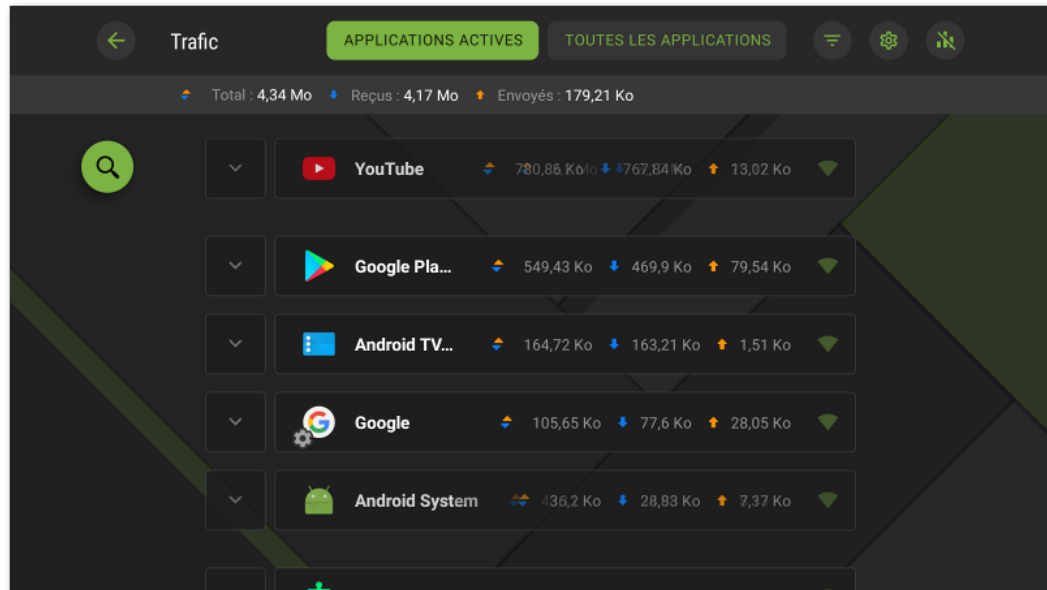 Trafic
APPLICATIONS ACTIVES
TOUTES LES APPLICATIONS
Total : 4,34 Mo Reçus : 4,17 Mo Envoyés : 179,21 Ko
YouTube 13,02 Ko
Google Pla... 549,43 Ko 469,9 Ko 79,54 Ko
Android TV... 164,72 Ko 163,21 Ko 1,51 Ko
Google 105,65 Ko 77,6 Ko 28,05 Ko
Android System 28,83 Ko 7,37 Ko